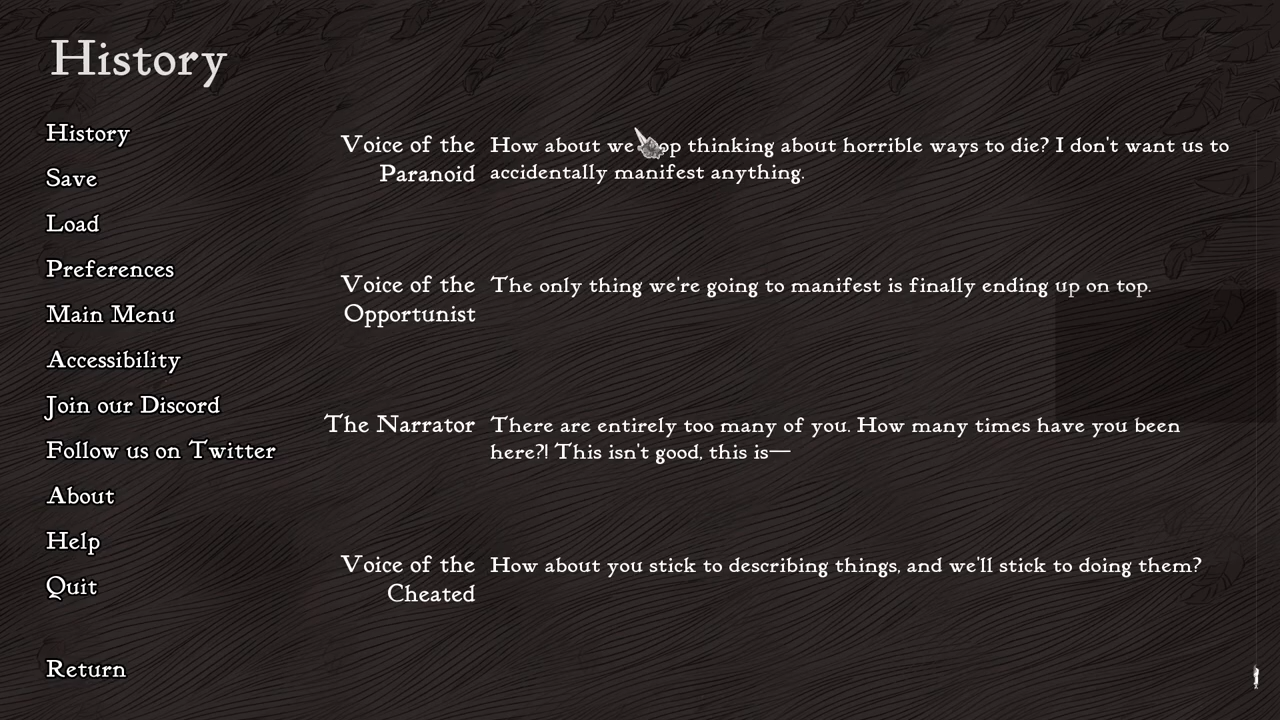 History
History
Save
Load
Preferences
Main Menu
Accessibility
Join our Discord
Follow us on Twitter
About
Help
Quit
Return
Voice of the
Paranoid
How about we thinking about horrible ways to die? I don't want us to
accidentally manifest anything.
Voice of the
Opportunist
The only thing we're going to manifest is finally ending up on top.
The Narrator
There are entirely too many of you. How many times have you been
here?! This isn't good, this is—
Voice of the
Cheated
How about you stick to describing things, and we'll stick to doing them?